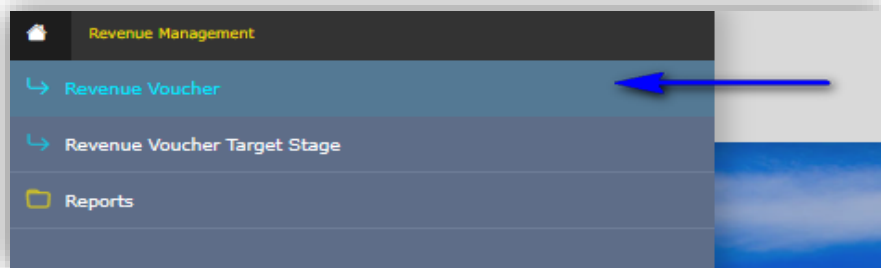 Revenue Management
Revenue Voucher
Revenue Voucher Target Stage
Reports